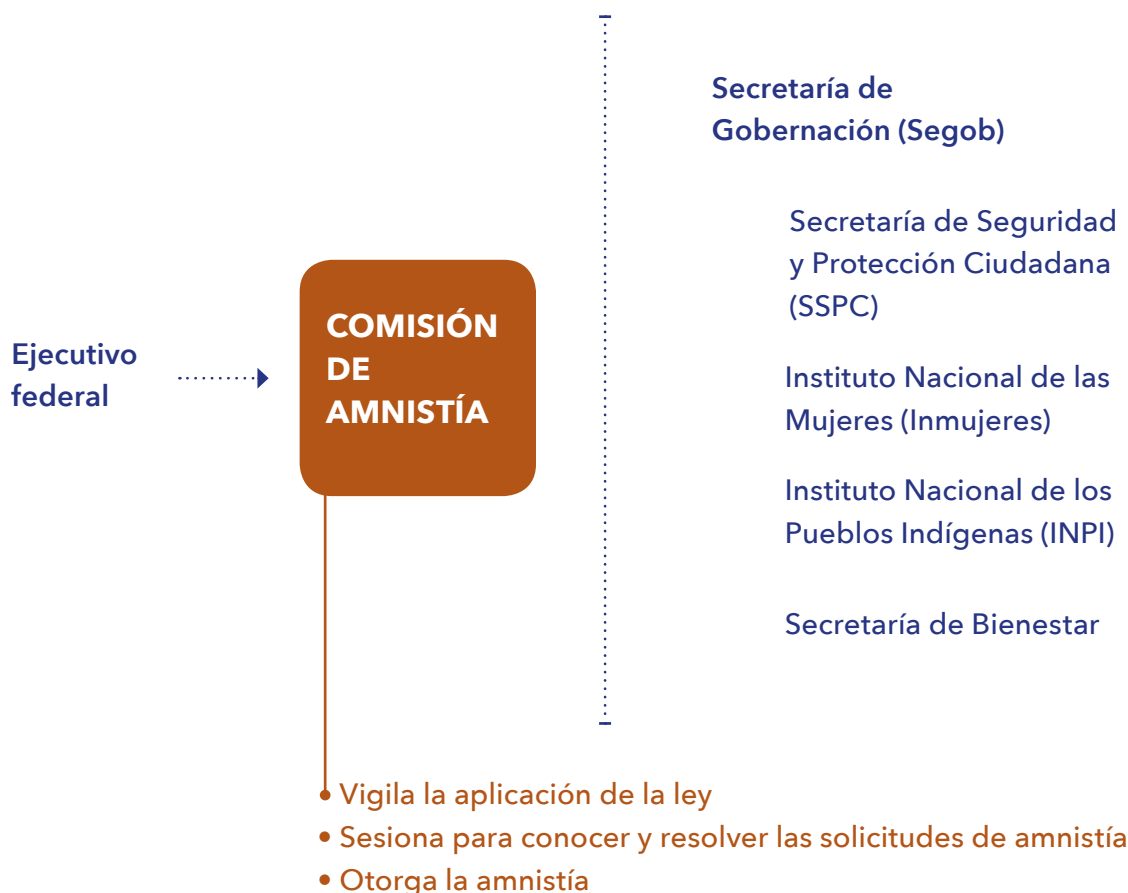 Ejecutivo
federal
COMISIÓN
DE
AMNISTÍA
Secretaría de
Gobernación (Segob)
Secretaría de Seguridad
y Protección Ciudadana
(SSPC)
Instituto Nacional de las
Mujeres (Inmujeres)
Instituto Nacional de los
Pueblos Indígenas (INPI)
Secretaría de Bienestar
• Vigila la aplicación de la ley
• Sesiona para conocer y resolver las solicitudes de amnistía
• Otorga la amnistía